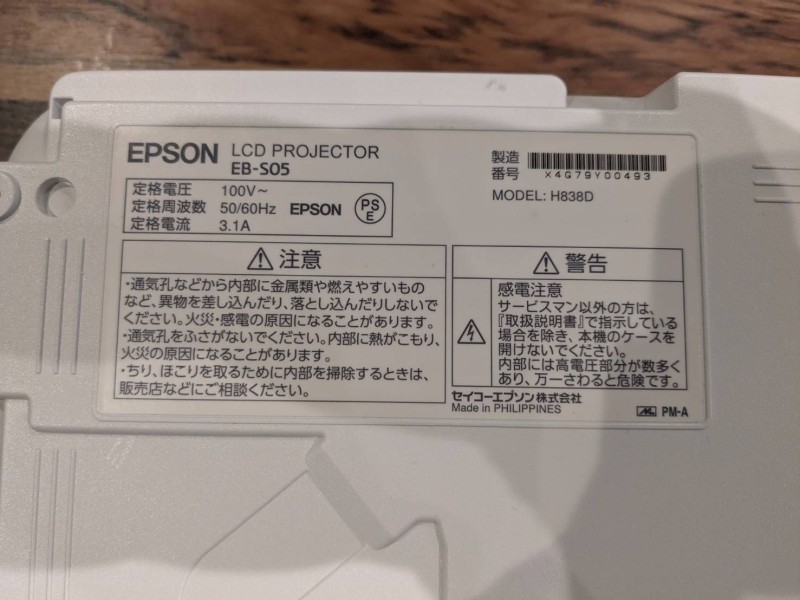 EPSON LCD PROJECTOR
EB-S05
定格電圧 100V～
定格周波数 50/60Hz EPSON PSE
定格電流 3.1A
製造
番号 X4G79Y00493
MODEL: H838D
注意
・通気孔などから内部に金属類や燃えやすいもの
など、異物を差し込んだり、落とし込んだりしないで
ください。火災・感電の原因になることがあります。
・通気孔をふさがないでください。内部に熱がこもり、
火災の原因になることがあります。
・ちり、ほこりを取るために内部を掃除するときは、
販売店などにご相談ください。
警告
感電注意
サービスマン以外の方は、
『取扱説明書』で指示している
場合を除き、本機のケースを
開けないでください。
内部には高電圧部分が数多く
あり、万一さわると危険です。
セイコーエプソン株式会社
Made in PHILIPPINES
PM-A